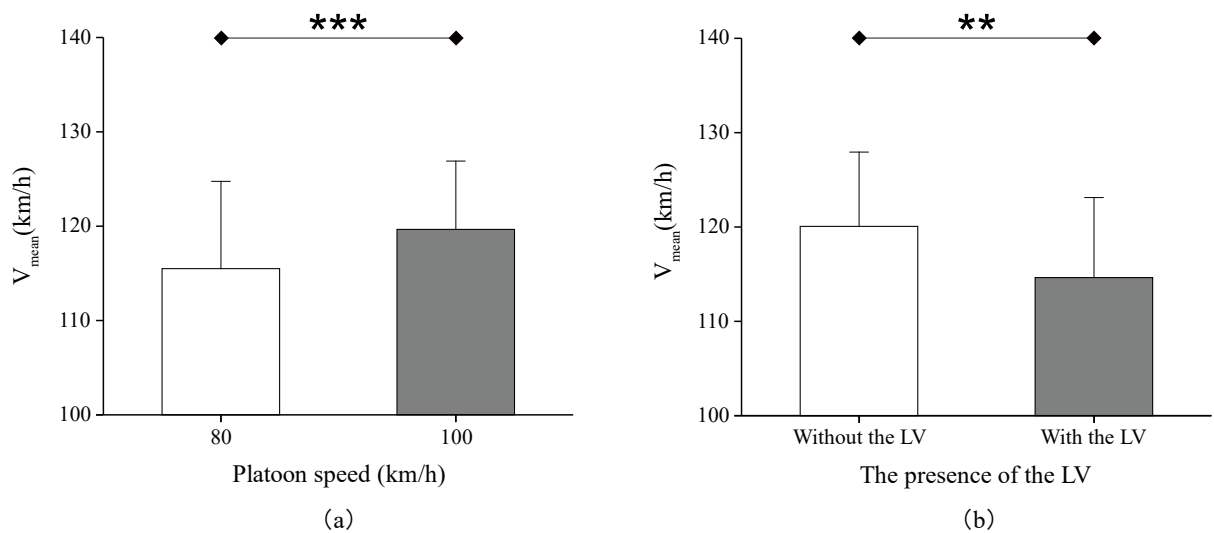 ***
140
130
120
110
100
V_mean(km/h)
80
100
Platoon speed (km/h)
（a）
**
140
130
120
110
100
V_mean(km/h)
Without the LV
With the LV
The presence of the LV
（b）